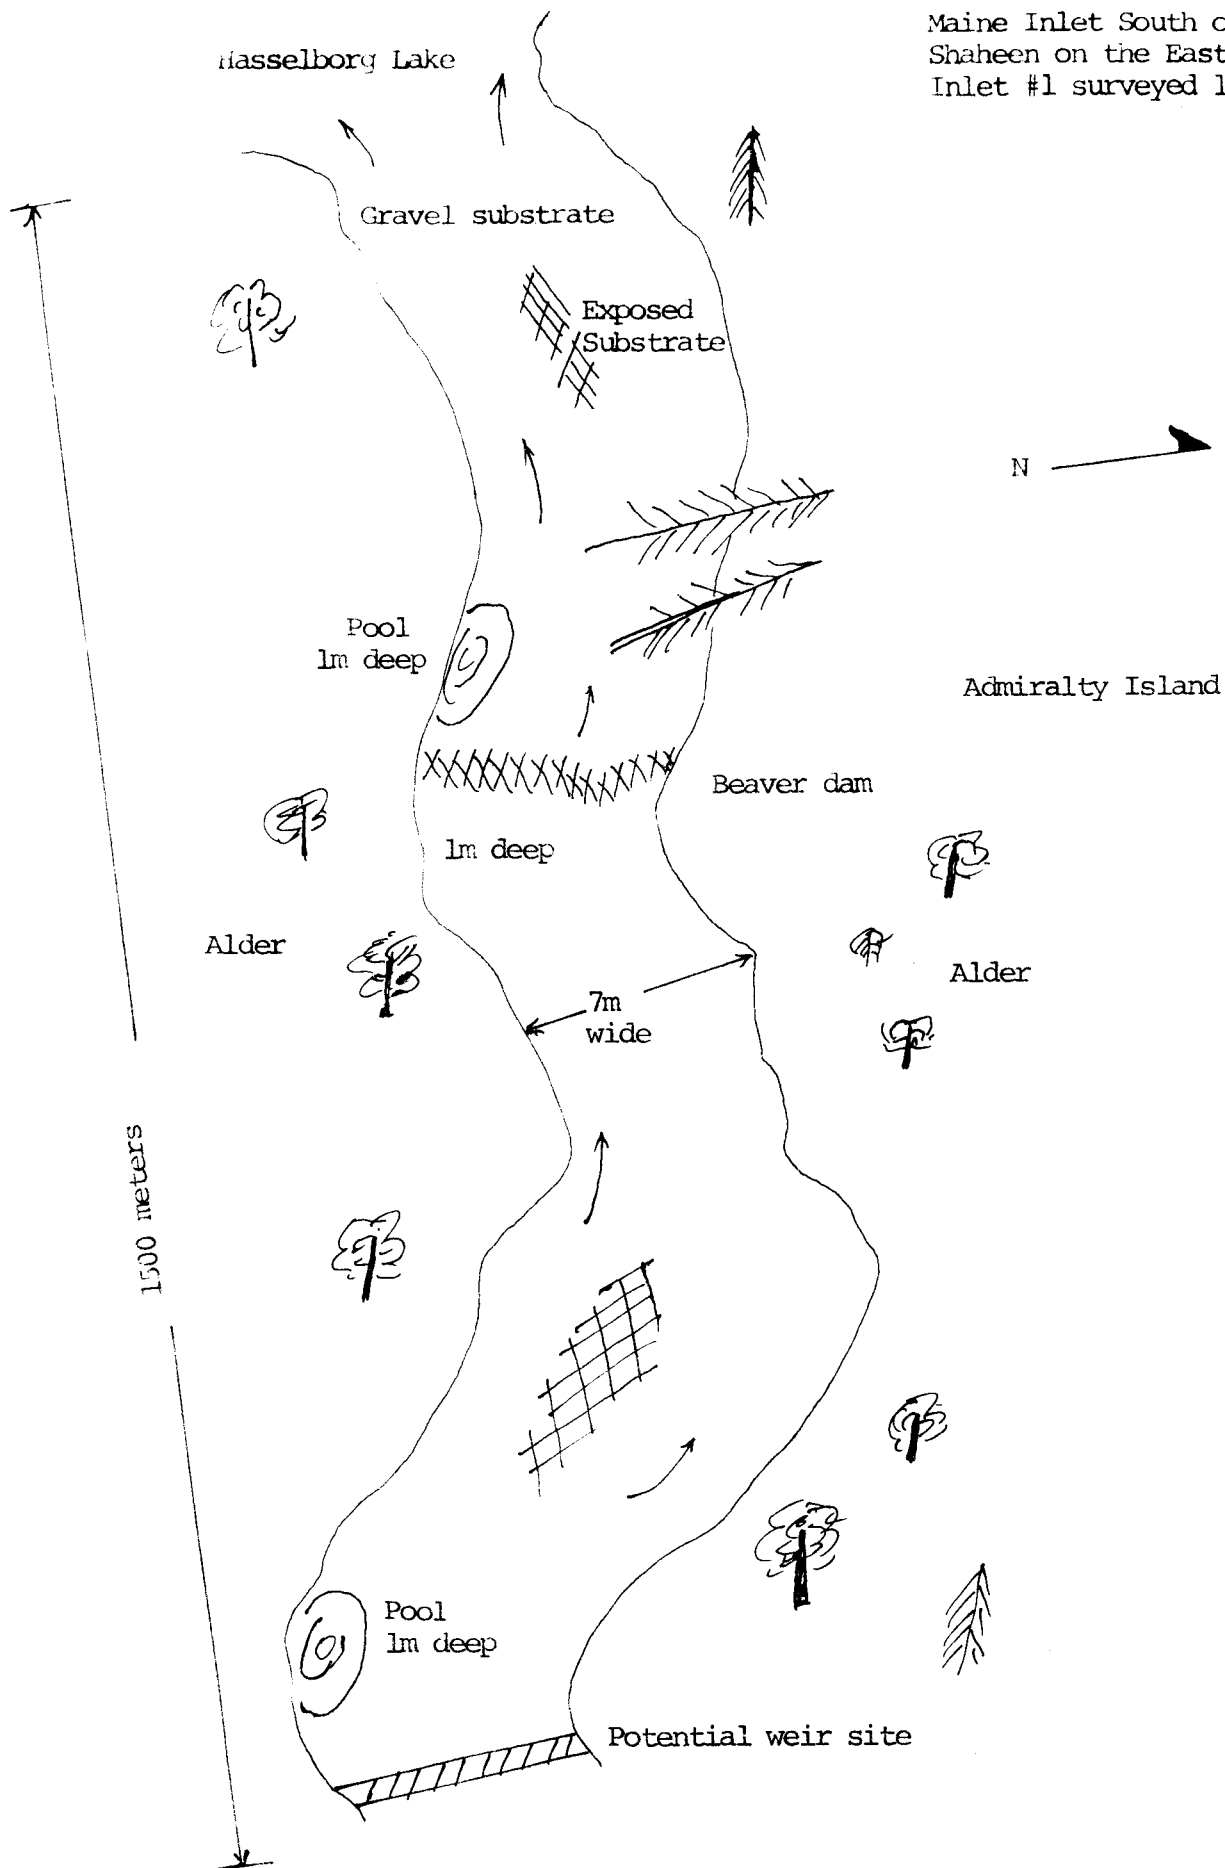 Maine Inlet South
Shaheen on the East
Inlet #1 surveyed
Hasselborg Lake
Gravel substrate
Exposed
Substrate
N
Pool
1m deep
Admiralty Island
Beaver dam
1m deep
Alder
Alder
7m
wide
1500 meters
Pool
1m deep
Potential weir site